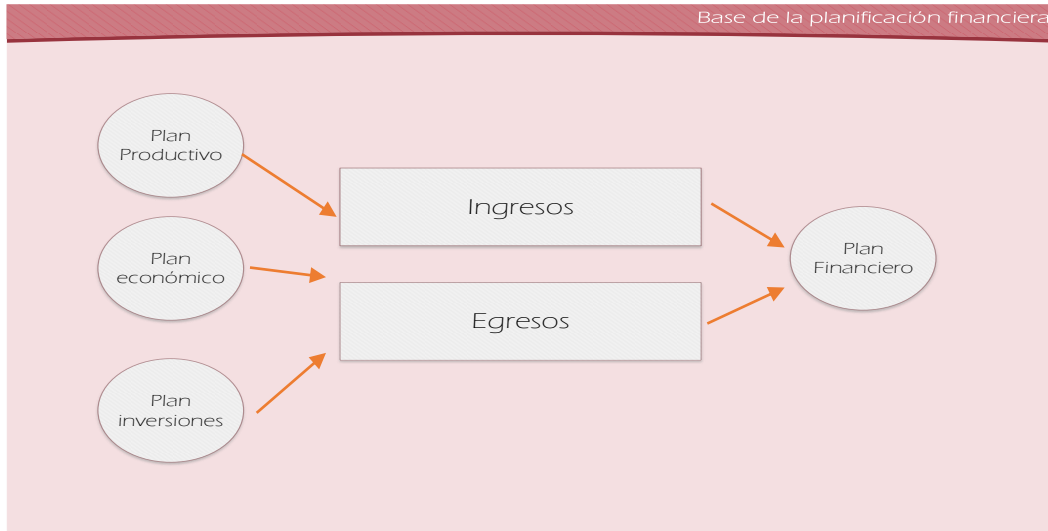 Base de la planificación financiera
Plan
Productivo
Ingresos
Plan
económico
Plan
Financiero
Egresos
Plan
inversiones